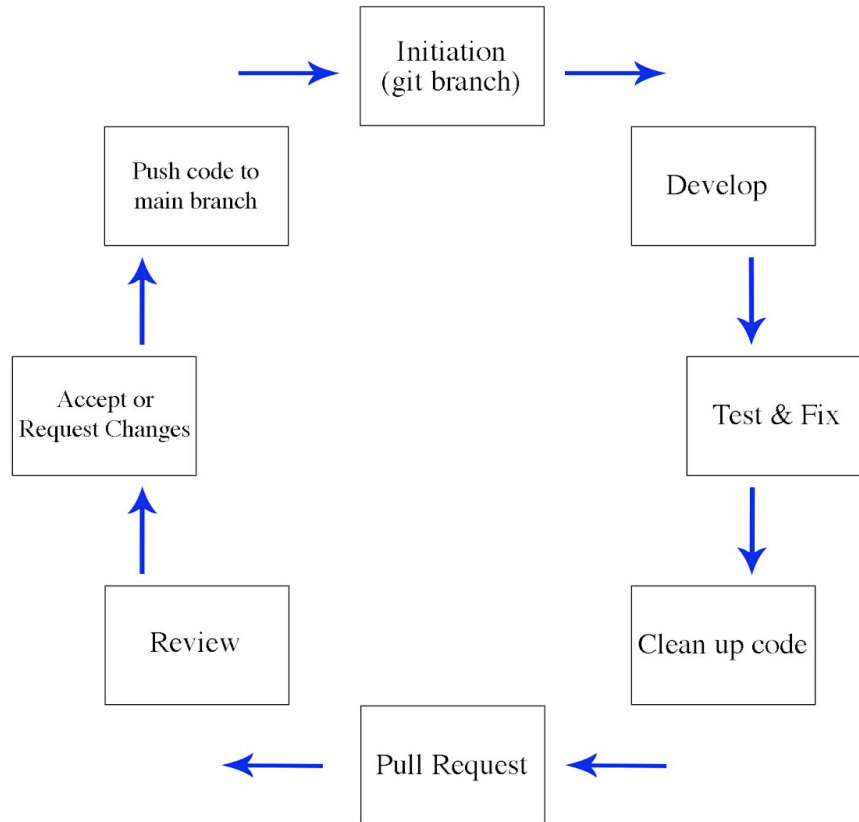 Initiation
(git branch)
Develop
Test & Fix
Clean up code
Pull Request
Review
Accept or
Request Changes
Push code to
main branch